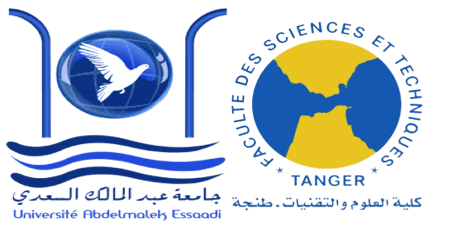 جامعة عبد المالك السعدي
Université Abdelmalek Essaadi
* FACULTE DES SCIENCES ET TECHNIQUES *
TANGER
كلية العلوم والتقنيات - طنجة